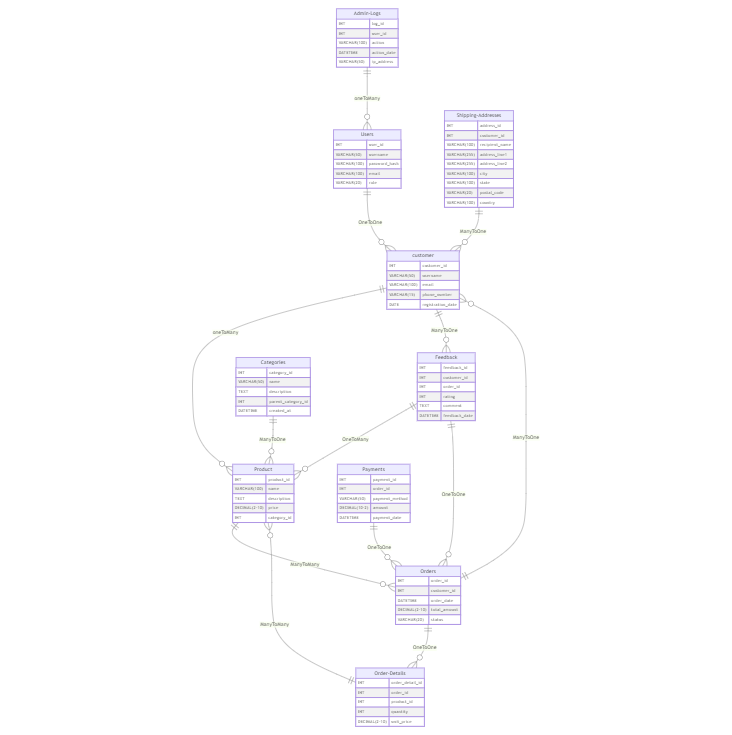 Admin-Logs
INT log_id
INT user_id
VARCHAR(100) action
DATETIME action_date
VARCHAR(50) ip_address
oneToMany
Shipping-addresses
INT address_id
INT customer_id
VARCHAR(100) recipient_name
VARCHAR(255) address_line1
VARCHAR(255) address_line2
VARCHAR(100) city
VARCHAR(100) state
VARCHAR(20) postal_code
VARCHAR(100) country
Users
INT user_id
VARCHAR(50) username
VARCHAR(100) password_hash
VARCHAR(100) email
VARCHAR(20) role
OneToOne
ManyToOne
customer
INT customer_id
VARCHAR(50) username
VARCHAR(100) email
VARCHAR(15) phone_number
DATE registration_date
oneToMany
ManyToOne
Categories
INT category_id
VARCHAR(50) name
TEXT description
INT parent_category_id
DATETIME created_at
Feedback
INT feedback_id
INT customer_id
INT order_id
INT rating
TEXT comment
DATETIME feedback_date
ManyToOne
OneToMany
ManyToOne
Product
INT product_id
VARCHAR(100) name
TEXT description
DECIMAL(2-10) price
INT category_id
Payments
INT payment_id
INT order_id
VARCHAR(50) payment_method
DECIMAL(10-2) amount
DATETIME payment_date
OneToOne
OneToOne
ManyToMany
Orders
INT order_id
INT customer_id
DATETIME order_date
DECIMAL(2-10) total_amount
VARCHAR(20) status
ManyToMany
OneToOne
Order-Details
INT order_detail_id
INT order_id
INT product_id
INT quantity
DECIMAL(2-10) unit_price